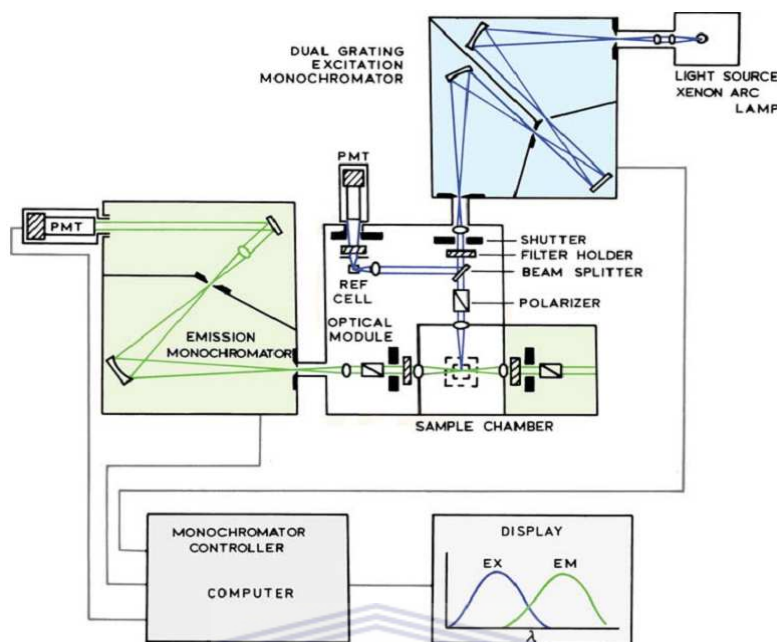 DUAL GRATING
EXCITATION
MONOCHROMATOR
LIGHT SOURCE
XENON ARC
LAMP
PMT
PMT
SHUTTER
FILTER HOLDER
BEAM SPLITTER
REF
CELL
POLARIZER
OPTICAL
MODULE
EMISSION
MONOCHROMATOR
SAMPLE CHAMBER
MONOCHROMATOR
CONTROLLER
COMPUTER
DISPLAY
EX
EM
λ